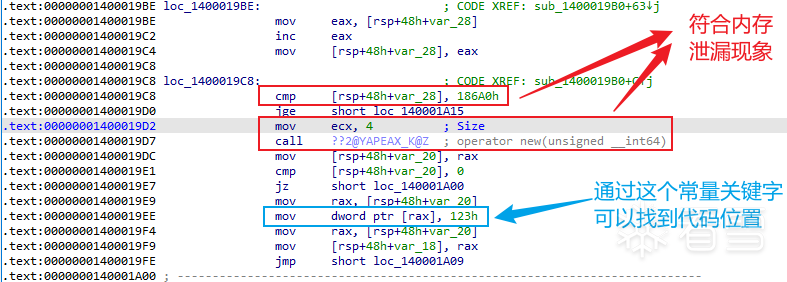 .text:00000001400019BE loc_1400019BE: ; CODE XREF: sub_1400019B0+63↓j
.text:00000001400019BE mov eax, [rsp+48h+var_28]
.text:00000001400019C2 inc eax
.text:00000001400019C4 mov [rsp+48h+var_28], eax
.text:00000001400019C8
.text:00000001400019C8 loc_1400019C8: ; CODE XREF: sub_1400019B0+C↑j
.text:00000001400019C8 cmp [rsp+48h+var_28], 186A0h
.text:00000001400019D0 jge short loc_140001A15
.text:00000001400019D2 mov ecx, 4 ; Size
.text:00000001400019D7 call ??2@YAPEAX_K@Z ; operator new(unsigned __int64)
.text:00000001400019DC mov [rsp+48h+var_20], rax
.text:00000001400019E1 cmp [rsp+48h+var_20], 0
.text:00000001400019E7 jz short loc_140001A00
.text:00000001400019E9 mov rax, [rsp+48h+var_20]
.text:00000001400019EE mov dword ptr [rax], 123h
.text:00000001400019F4 mov rax, [rsp+48h+var_20]
.text:00000001400019F9 mov [rsp+48h+var_18], rax
.text:00000001400019FE jmp short loc_140001A09
.text:0000000140001A00 ; ---------------------------------------------------------------------------
符合内存
泄漏现象
通过这个常量关键字
可以找到代码位置
看雪